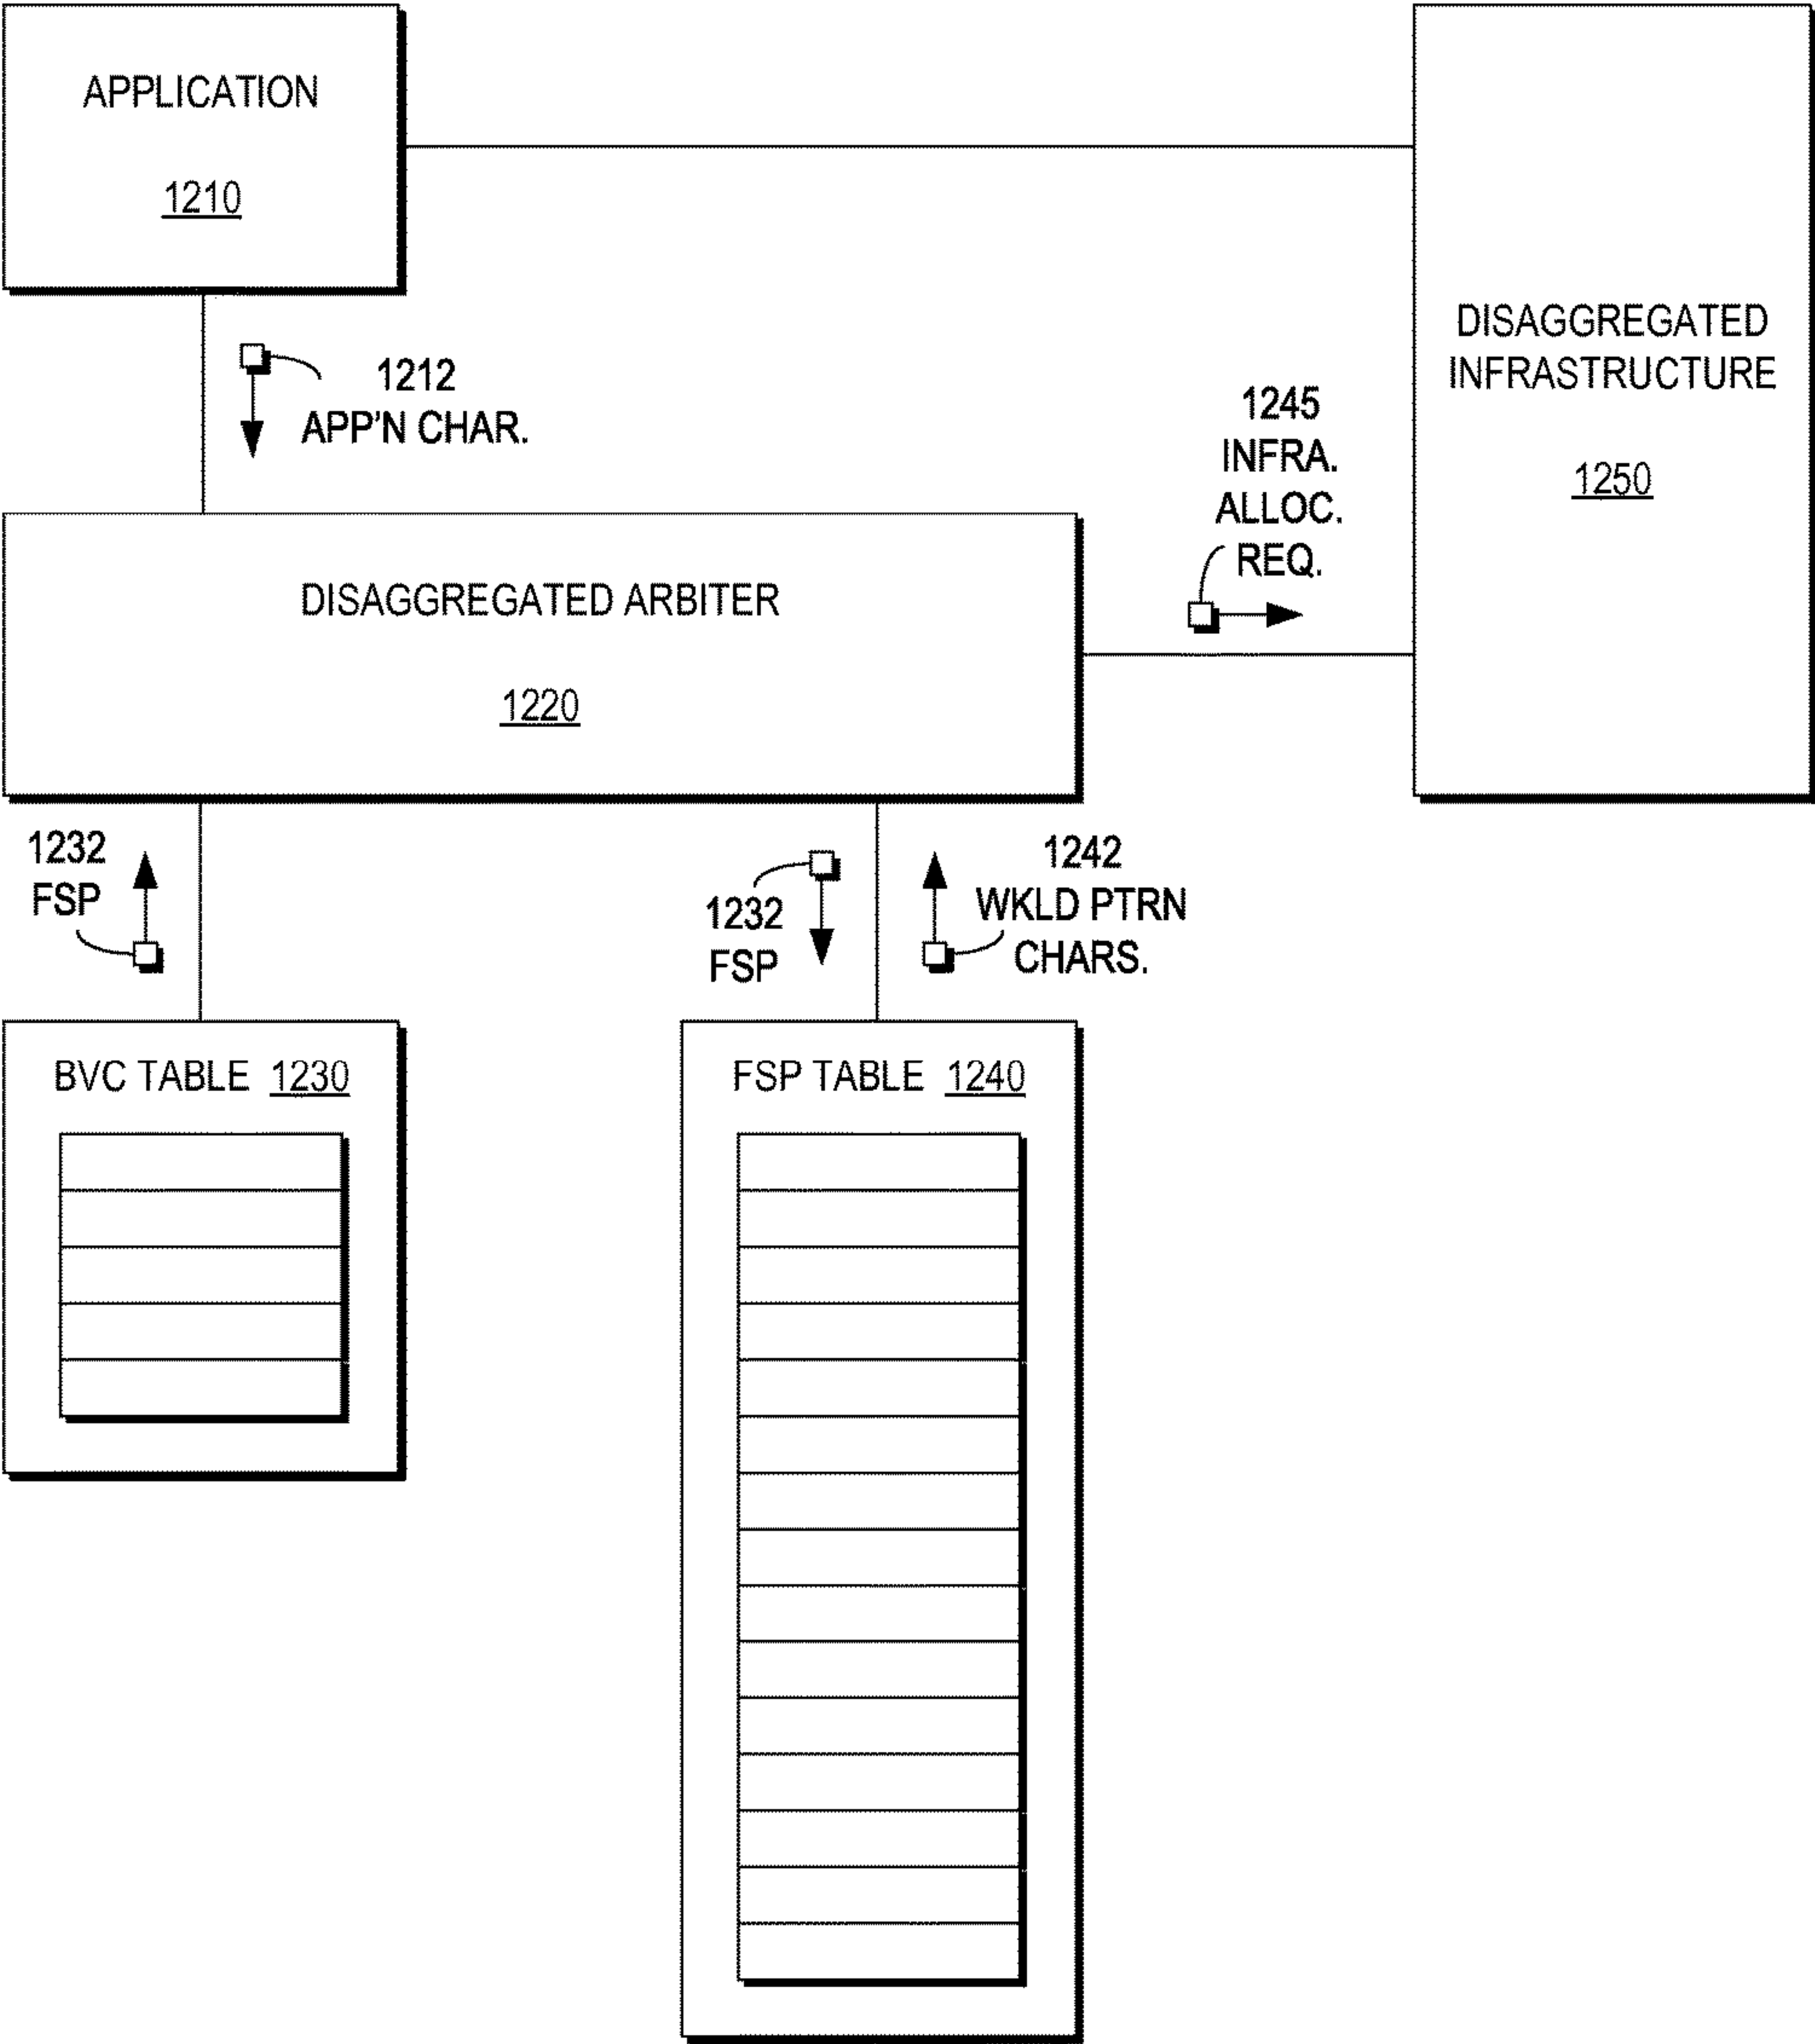 APPLICATION
1210
DISAGGREGATED
INFRASTRUCTURE
1250
1212
APP'N CHAR.
1245
INFRA.
ALLOC.
REQ.
DISAGGREGATED ARBITER
1220
1232
FSP
1232
FSP
1242
WKLD PTRN
CHARS.
BVC TABLE 1230
FSP TABLE 1240